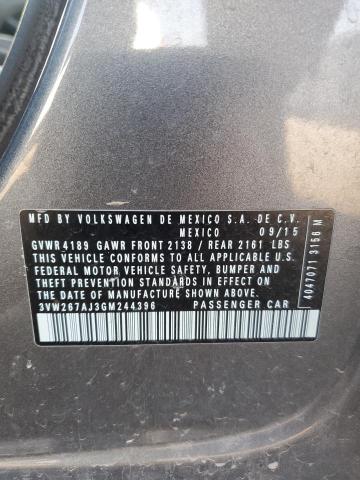 MFD BY VOLKSWAGEN DE MEXICO S.A. DE C.V.
MEXICO 09/15
GVWR 4189 GAWR FRONT 2138 / REAR 2161 LBS
THIS VEHICLE CONFORMS TO ALL APPLICABLE U.S.
FEDERAL MOTOR VEHICLE SAFETY, BUMPER AND
THEFT PREVENTION STANDARDS IN EFFECT ON THE
DATE OF MANUFACTURE SHOWN ABOVE.
3VW267AJ3GM244396 PASSENGER CAR
4047071 3156 M